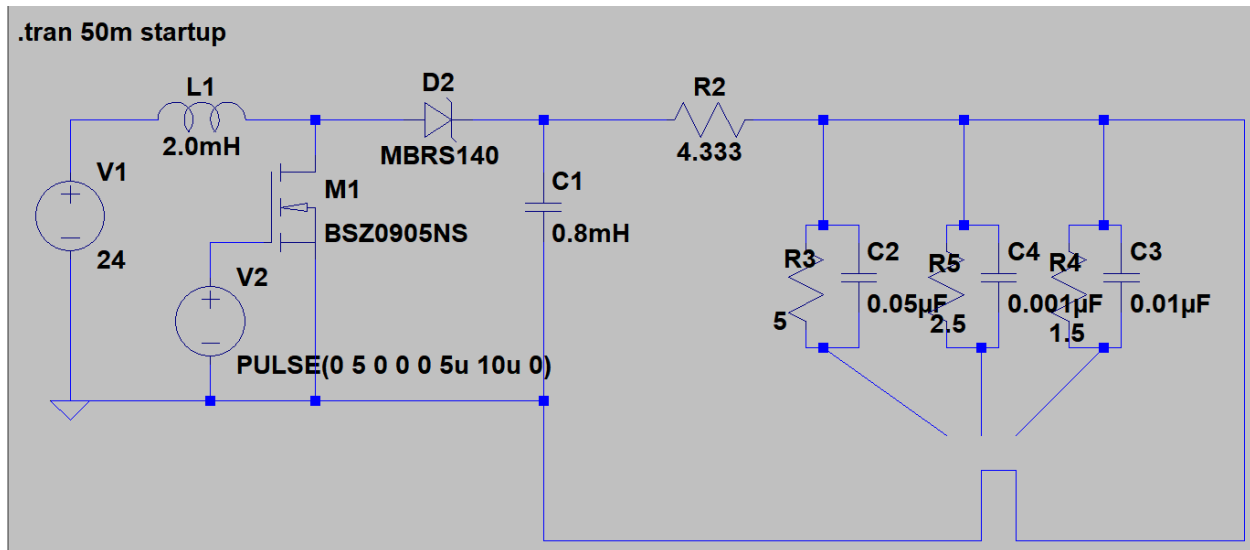 .tran 50m startup
L1
2.0mH
V1
24
V2
PULSE(0 5 0 0 0 5u 10u 0)
M1
BSZ0905NS
D2
MBRS140
C1
0.8mH
R2
4.333
R3
5
C2
0.05µF
R5
2.5
C4
0.001µF
R4
1.5
C3
0.01µF